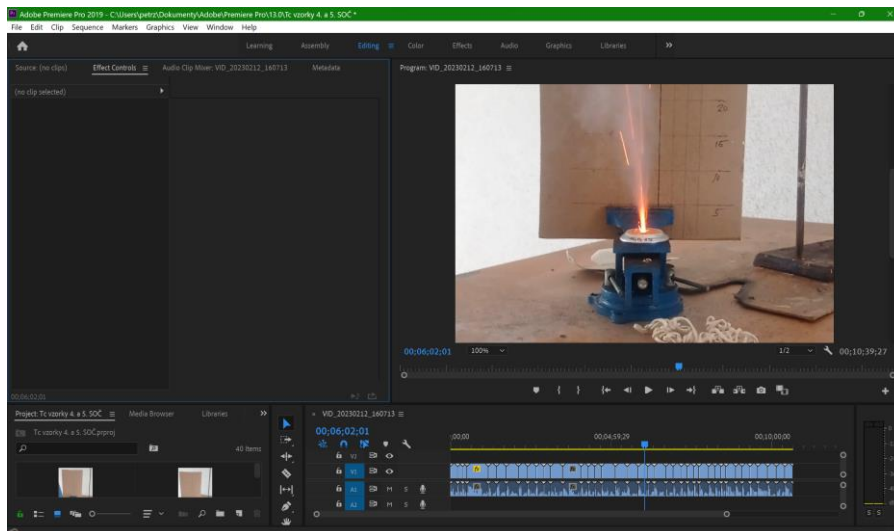 Adobe Premiere Pro 2019 - C:\Users\petrz\Dokumenty\Adobe\Premiere Pro\13.0\Tc vzorky 4. a 5. SOČ *
File Edit Clip Sequence Markers Graphics View Window Help
Learning Assembly Editing Color Effects Audio Graphics Libraries
Source: (no clips) Effect Controls Audio Clip Mixer: VID_20230212_160713 Metadata
Program: VID_20230212_160713
(no clip selected)
20
15
5
00;06;02;01 100% 1/2 00;10;39;27
00;06;02;01
Project: Tc vzorky 4. a 5. SOČ Media Browser Libraries
Tc vzorky 4. a 5. SOČ.prproj
40 Items
VID_20230212_160713
00;06;02;01
;00;00 00;04;59;29 00;10;00;00
V2
V1
A1 M S
A2 M S
S S